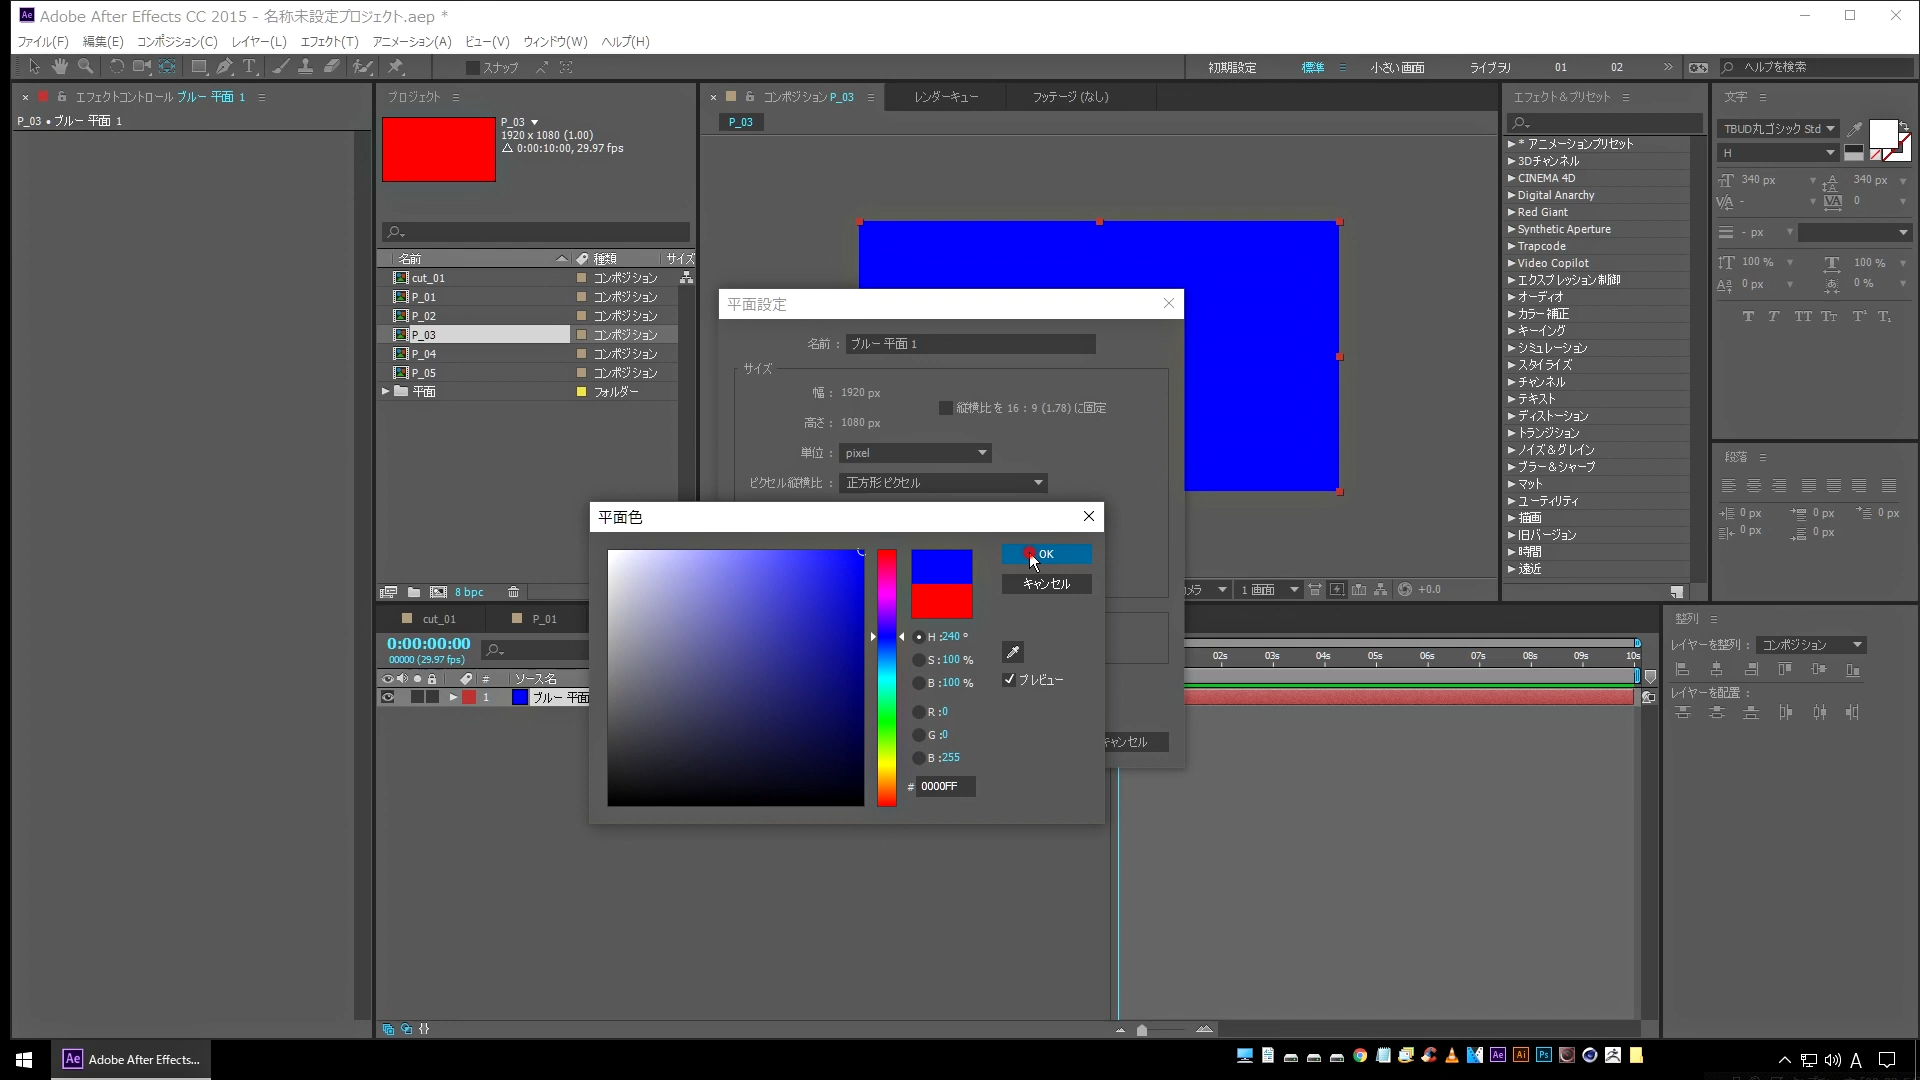 Adobe After Effects CC 2015 - 名称未設定プロジェクト.aep *
ファイル(F) 編集(E) コンポジション(C) レイヤー(L) エフェクト(T) アニメーション(A) ビュー(V) ウィンドウ(W) ヘルプ(H)
スナップ 初期設定 標準 小さい画面 ライブラリ 01 02 ヘルプを検索
エフェクトコントロール ブルー 平面 1
P_03 • ブルー 平面 1
プロジェクト
P_03
1920 x 1080 (1.00)
Δ 0:00:10:00, 29.97 fps
名前 種類 サイズ
cut_01 コンポジション
P_01 コンポジション
P_02 コンポジション
P_03 コンポジション
P_04 コンポジション
P_05 コンポジション
平面 フォルダー
8 bpc
コンポジション P_03 レンダーキュー フッテージ (なし)
P_03
平面設定
名前 : ブルー 平面 1
サイズ
幅 : 1920 px
縦横比を 16 : 9 (1.78) に固定
高さ : 1080 px
単位 : pixel
ピクセル縦横比 : 正方形ピクセル
キャンセル
平面色
OK
キャンセル
H :240 °
S :100 %
B :100 %
プレビュー
R :0
G :0
B :255
# 0000FF
メラ 1 画面 +0.0
エフェクト&プリセット
* アニメーションプリセット
3Dチャンネル
CINEMA 4D
Digital Anarchy
Red Giant
Synthetic Aperture
Trapcode
Video Copilot
エクスプレッション制御
オーディオ
カラー補正
キーイング
シミュレーション
スタイライズ
チャンネル
テキスト
ディストーション
トランジション
ノイズ&グレイン
ブラー&シャープ
マット
ユーティリティ
描画
旧バージョン
時間
遠近
文字
TBUD丸ゴシック Std
H
340 px 340 px
- 0
- px
100 % 100 %
0 px 0 %
T T TT Tт T¹ T₁
段落
0 px 0 px 0 px
0 px 0 px
cut_01 P_01
0:00:00:00
00000 (29.97 fps)
# ソース名
1 ブルー 平面
02s 03s 04s 05s 06s 07s 08s 09s 10s
整列
レイヤーを整列 : コンポジション
レイヤーを配置 :
Adobe After Effects...
A